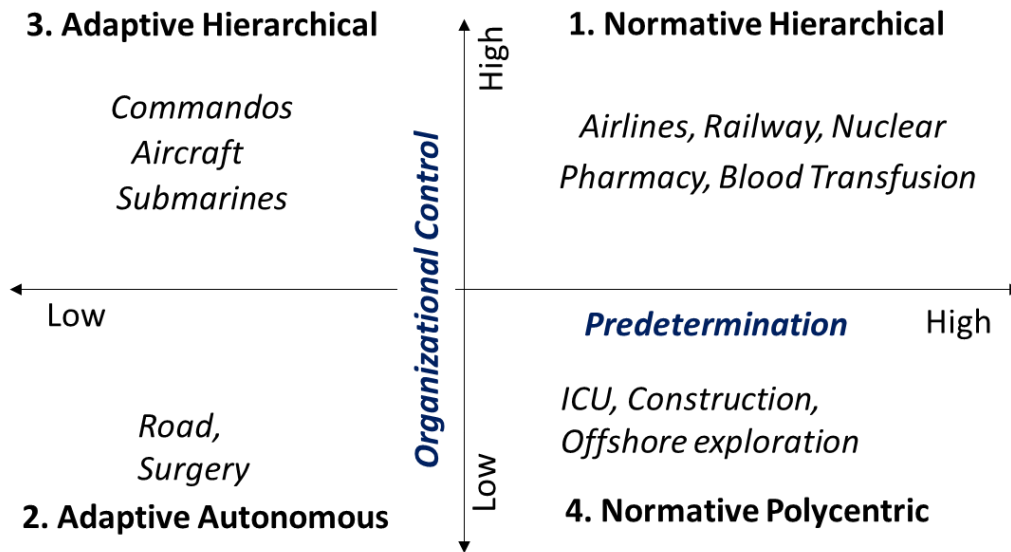 3. Adaptive Hierarchical
1. Normative Hierarchical
High
Commandos
Aircraft
Submarines
Airlines, Railway, Nuclear
Pharmacy, Blood Transfusion
Organizational Control
Low
Predetermination
High
Road,
Surgery
ICU, Construction,
Offshore exploration
Low
2. Adaptive Autonomous
4. Normative Polycentric